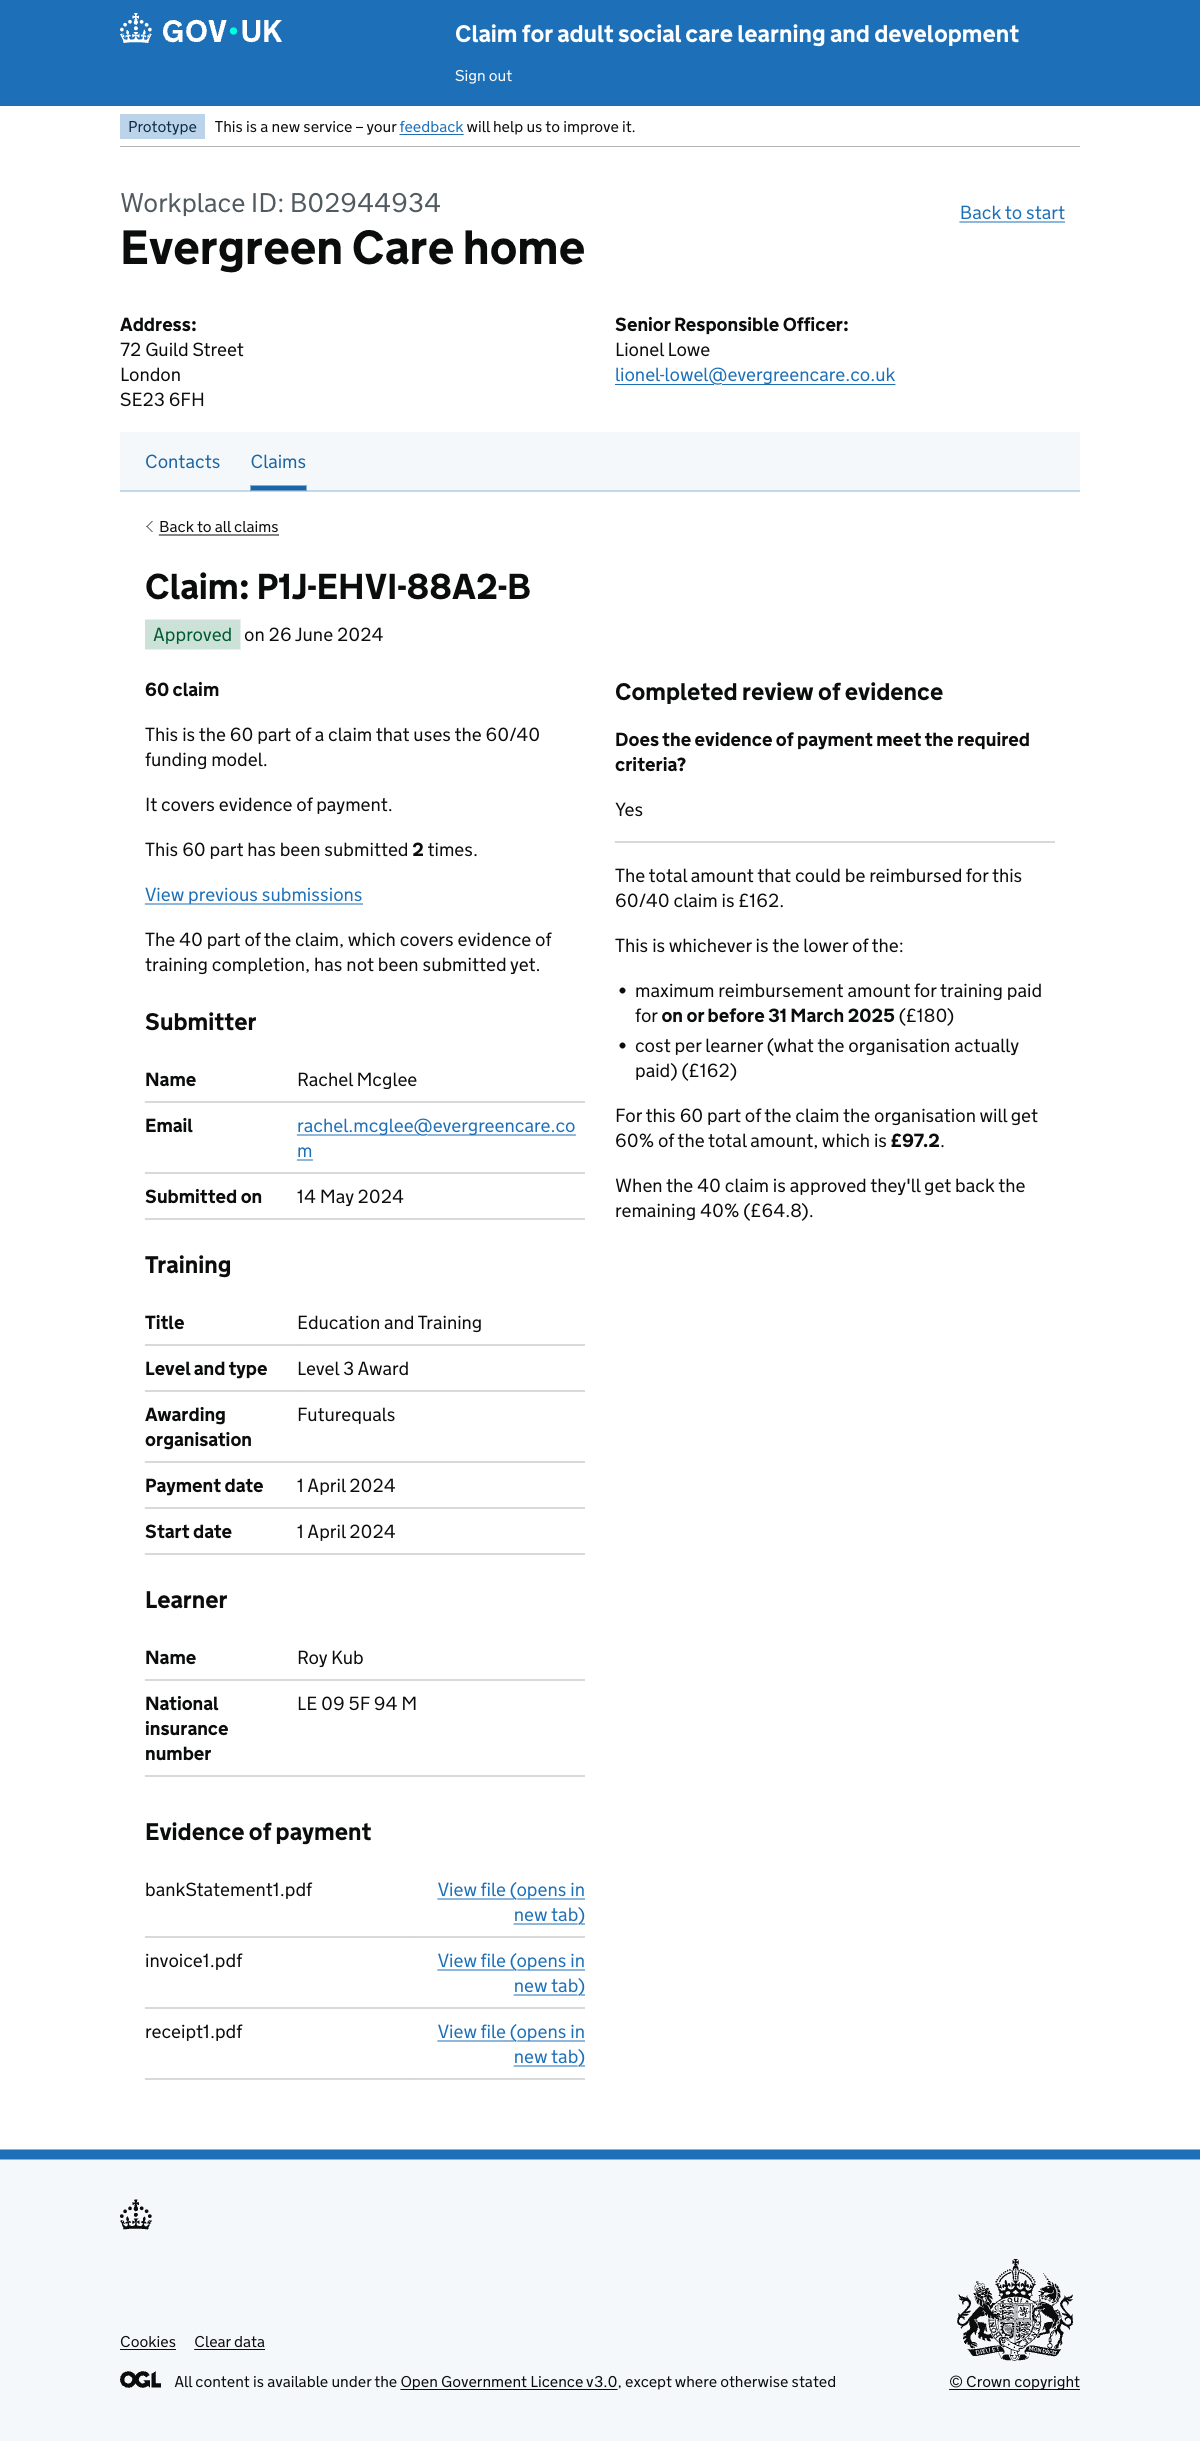 GOV·UK
Claim for adult social care learning and development
Sign out
Prototype This is a new service – your feedback will help us to improve it.
Workplace ID: B02944934
Evergreen Care home
Back to start
Address:
72 Guild Street
London
SE23 6FH
Senior Responsible Officer:
Lionel Lowe
lionel-lowel@evergreencare.co.uk
Contacts Claims
Back to all claims
Claim: P1J-EHVI-88A2-B
Approved on 26 June 2024
60 claim
This is the 60 part of a claim that uses the 60/40
funding model.
It covers evidence of payment.
This 60 part has been submitted 2 times.
View previous submissions
The 40 part of the claim, which covers evidence of
training completion, has not been submitted yet.
Submitter
Name Rachel Mcglee
Email rachel.mcglee@evergreencare.co
m
Submitted on 14 May 2024
Training
Title Education and Training
Level and type Level 3 Award
Awarding Futurequals
organisation
Payment date 1 April 2024
Start date 1 April 2024
Learner
Name Roy Kub
National LE 09 5F 94 M
insurance
number
Evidence of payment
bankStatement1.pdf View file (opens in
new tab)
invoice1.pdf View file (opens in
new tab)
receipt1.pdf View file (opens in
new tab)
Completed review of evidence
Does the evidence of payment meet the required
criteria?
Yes
The total amount that could be reimbursed for this
60/40 claim is £162.
This is whichever is the lower of the:
• maximum reimbursement amount for training paid
for on or before 31 March 2025 (£180)
• cost per learner (what the organisation actually
paid) (£162)
For this 60 part of the claim the organisation will get
60% of the total amount, which is £97.2.
When the 40 claim is approved they'll get back the
remaining 40% (£64.8).
Cookies Clear data
OGL All content is available under the Open Government Licence v3.0, except where otherwise stated
© Crown copyright